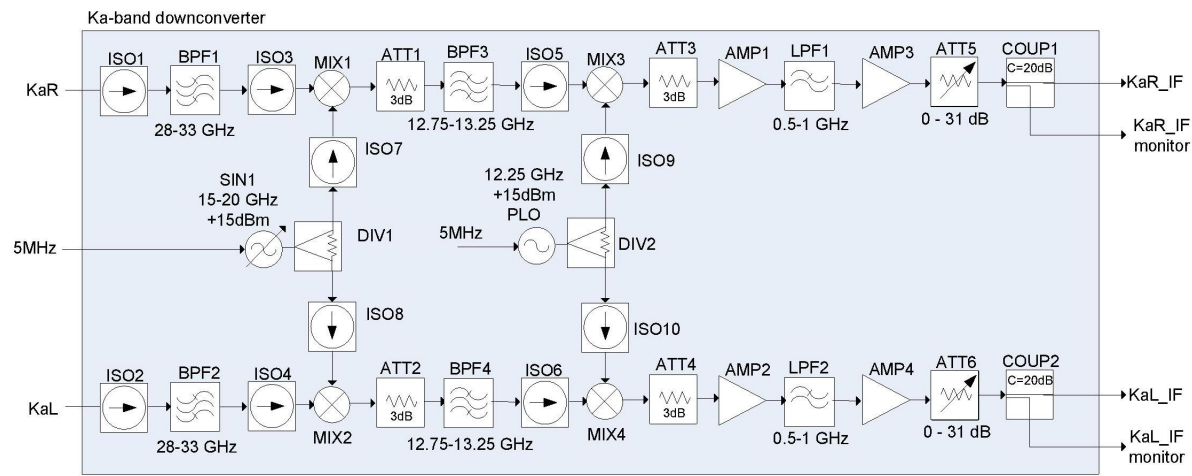 Ka-band downconverter
KaR
ISO1
BPF1
28-33 GHz
ISO3
MIX1
ATT1
3dB
BPF3
12.75-13.25 GHz
ISO5
MIX3
ATT3
3dB
AMP1
LPF1
0.5-1 GHz
AMP3
ATT5
0 - 31 dB
COUP1
C=20dB
KaR_IF
KaR_IF
monitor
ISO7
ISO9
SIN1
15-20 GHz
+15dBm
5MHz
DIV1
12.25 GHz
+15dBm
PLO
5MHz
DIV2
ISO8
ISO10
KaL
ISO2
BPF2
28-33 GHz
ISO4
MIX2
ATT2
3dB
BPF4
12.75-13.25 GHz
ISO6
MIX4
ATT4
3dB
AMP2
LPF2
0.5-1 GHz
AMP4
ATT6
0 - 31 dB
COUP2
C=20dB
KaL_IF
KaL_IF
monitor